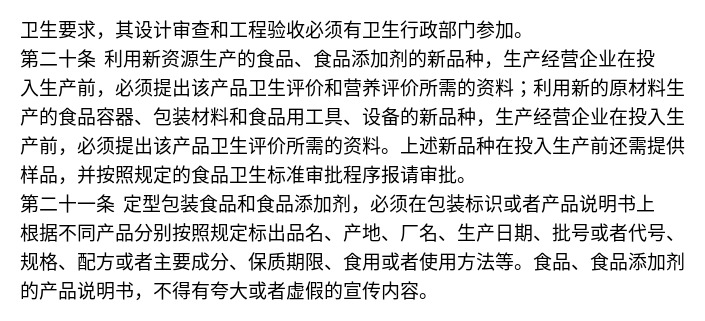 卫生要求，其设计审查和工程验收必须有卫生行政部门参加。
第二十条 利用新资源生产的食品、食品添加剂的新品种，生产经营企业在投
入生产前，必须提出该产品卫生评价和营养评价所需的资料；利用新的原材料生
产的食品容器、包装材料和食品用工具、设备的新品种，生产经营企业在投入生
产前，必须提出该产品卫生评价所需的资料。上述新品种在投入生产前还需提供
样品，并按照规定的食品卫生标准审批程序报请审批。
第二十一条 定型包装食品和食品添加剂，必须在包装标识或者产品说明书上
根据不同产品分别按照规定标出品名、产地、厂名、生产日期、批号或者代号、
规格、配方或者主要成分、保质期限、食用或者使用方法等。食品、食品添加剂
的产品说明书，不得有夸大或者虚假的宣传内容。